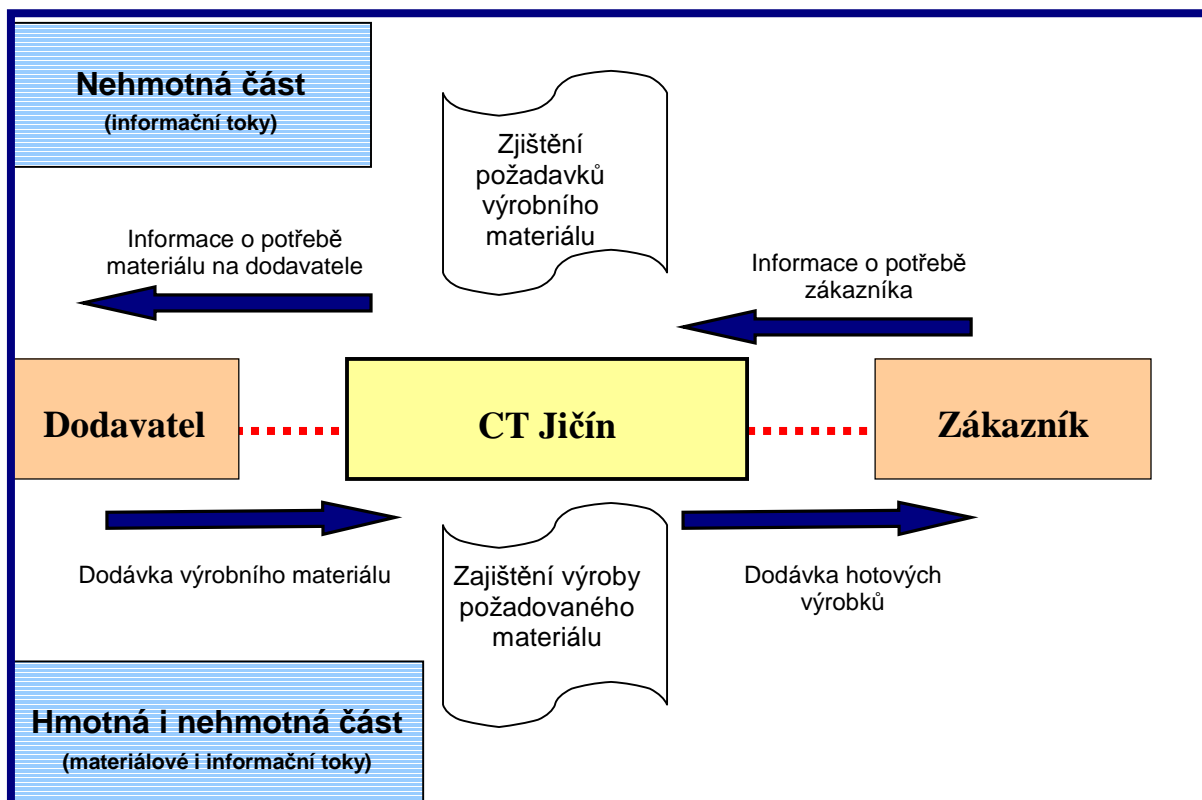 Nehmotná část
(informační toky)
Zjištění
požadavků
výrobního
materiálu
Informace o potřebě
materiálu na dodavatele
Informace o potřebě
zákazníka
Dodavatel
CT Jičín
Zákazník
Dodávka výrobního materiálu
Zajištění výroby
požadovaného
materiálu
Dodávka hotových
výrobků
Hmotná i nehmotná část
(materiálové i informační toky)